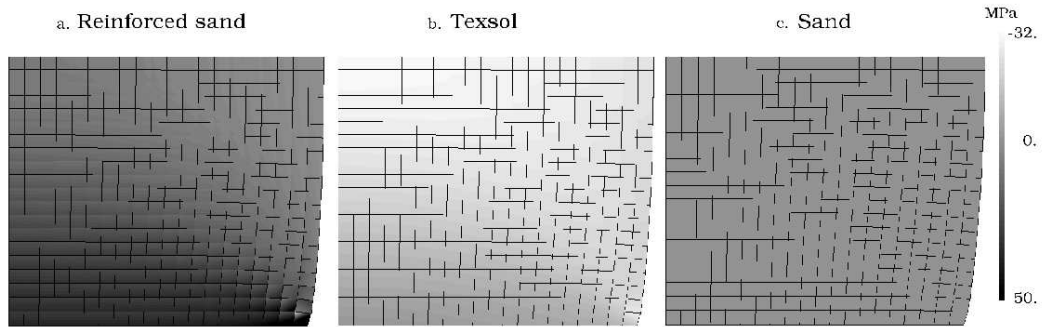 a. Reinforced sand
b. Texsol
c. Sand
MPa
-32.
0.
50.